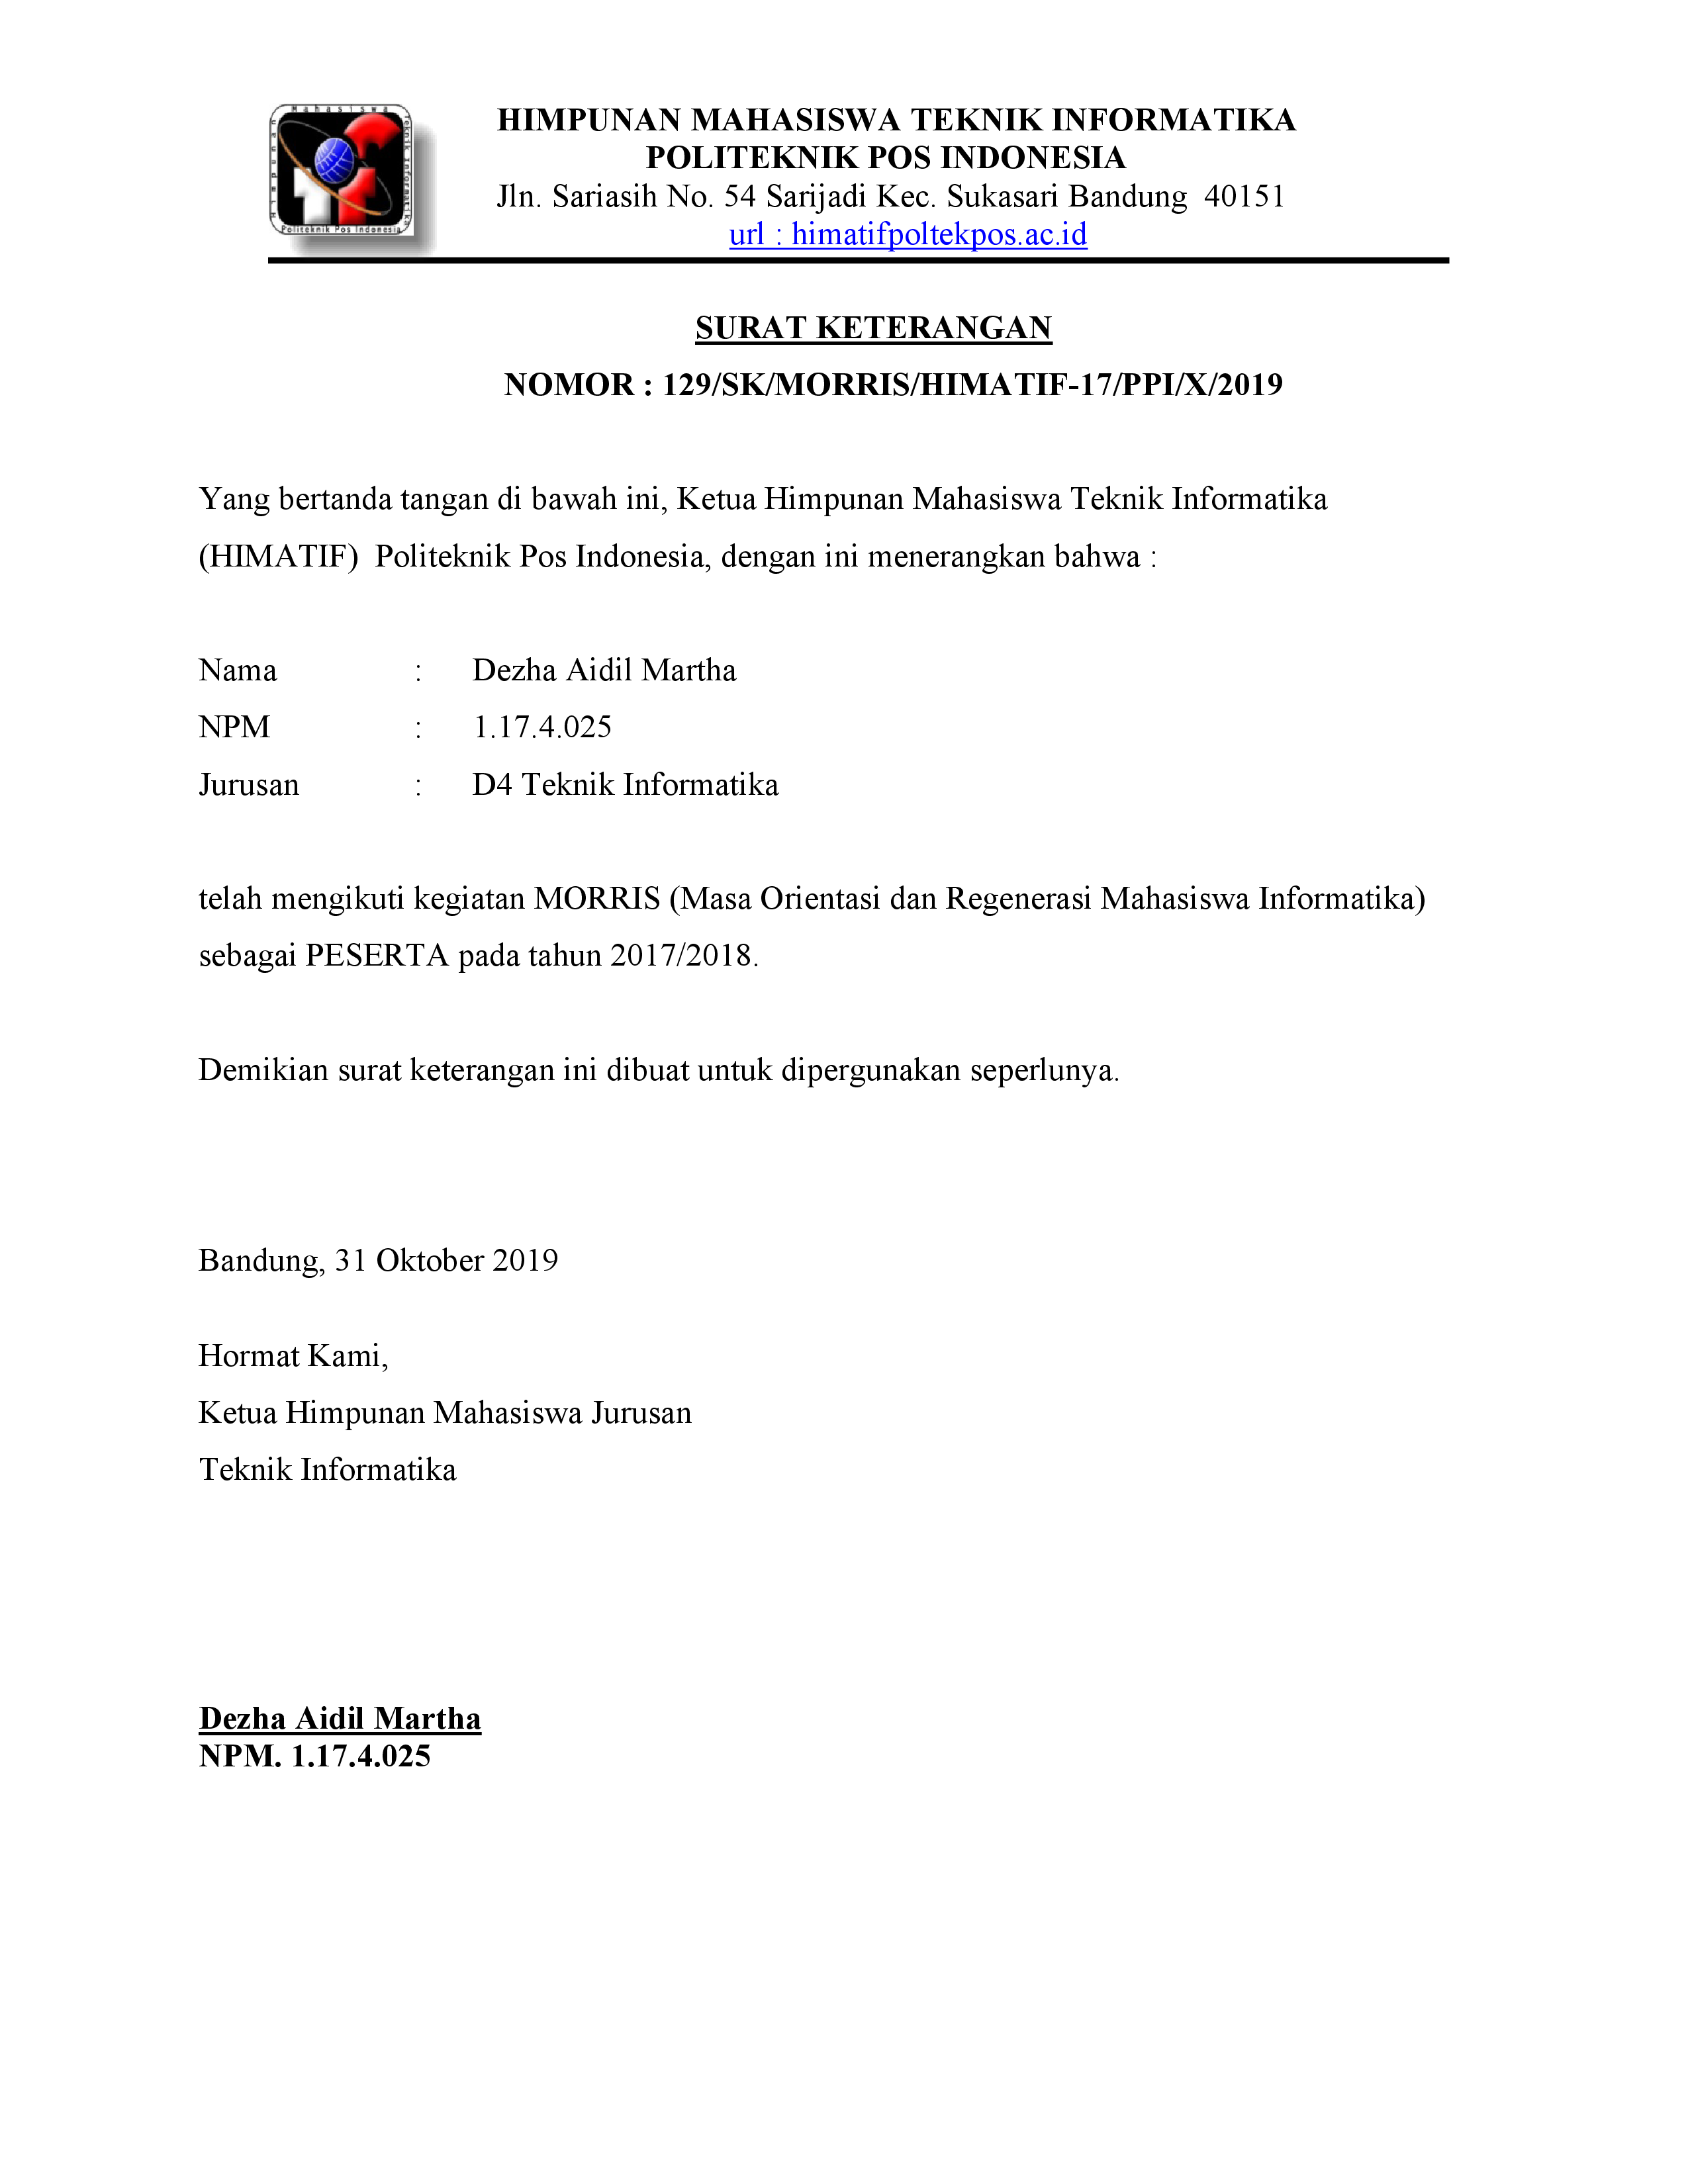 Mahasiswa
Himpunan
Teknik Informatika
Politeknik Pos Indonesia
HIMPUNAN MAHASISWA TEKNIK INFORMATIKA
POLITEKNIK POS INDONESIA
Jln. Sariasih No. 54 Sarijadi Kec. Sukasari Bandung  40151
url : himatifpoltekpos.ac.id
SURAT KETERANGAN
NOMOR : 129/SK/MORRIS/HIMATIF-17/PPI/X/2019
Yang bertanda tangan di bawah ini, Ketua Himpunan Mahasiswa Teknik Informatika
(HIMATIF)  Politeknik Pos Indonesia, dengan ini menerangkan bahwa :
Nama : Dezha Aidil Martha
NPM : 1.17.4.025
Jurusan : D4 Teknik Informatika
telah mengikuti kegiatan MORRIS (Masa Orientasi dan Regenerasi Mahasiswa Informatika)
sebagai PESERTA pada tahun 2017/2018.
Demikian surat keterangan ini dibuat untuk dipergunakan seperlunya.
Bandung, 31 Oktober 2019
Hormat Kami,
Ketua Himpunan Mahasiswa Jurusan
Teknik Informatika
Dezha Aidil Martha
NPM. 1.17.4.025